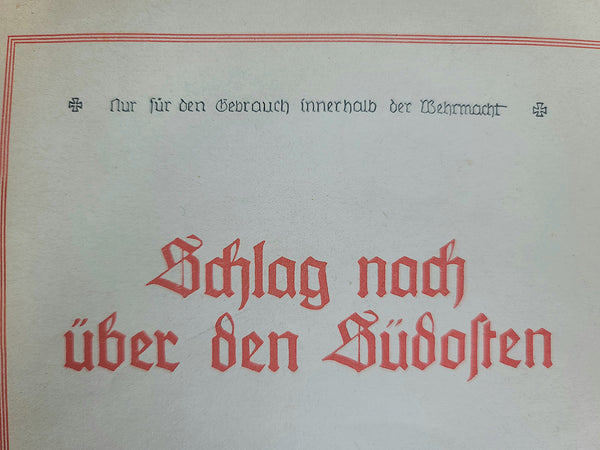 ✠ Nur für den Gebrauch innerhalb der Wehrmacht ✠
Schlag nach
über den Südosten